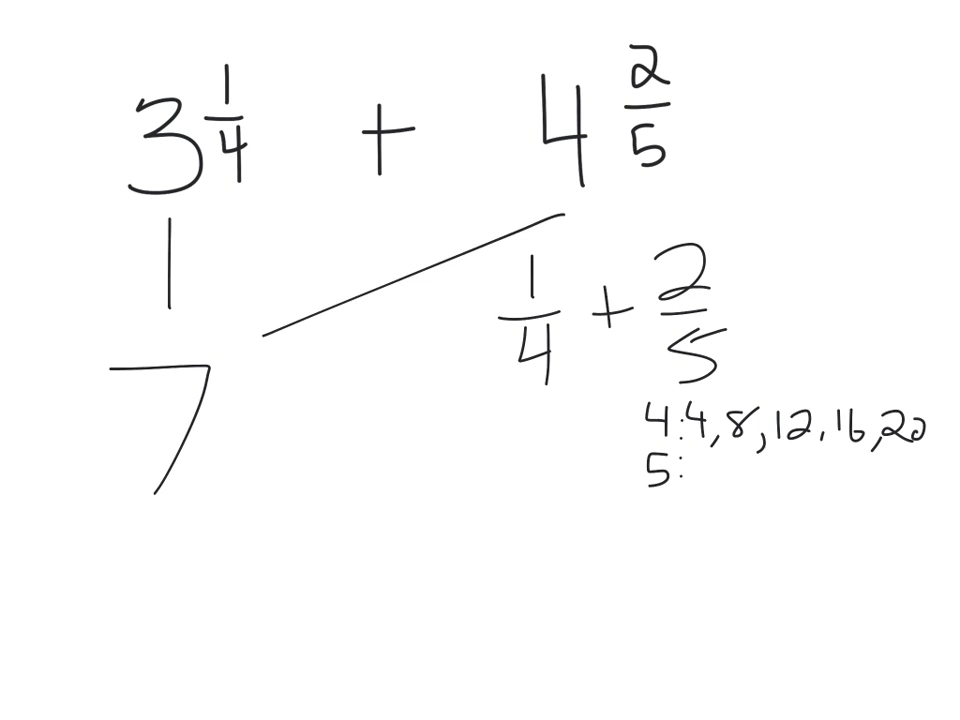 3 1/4 + 4 2/5
7
1/4 + 2/5
4: 4, 8, 12, 16, 20
5: